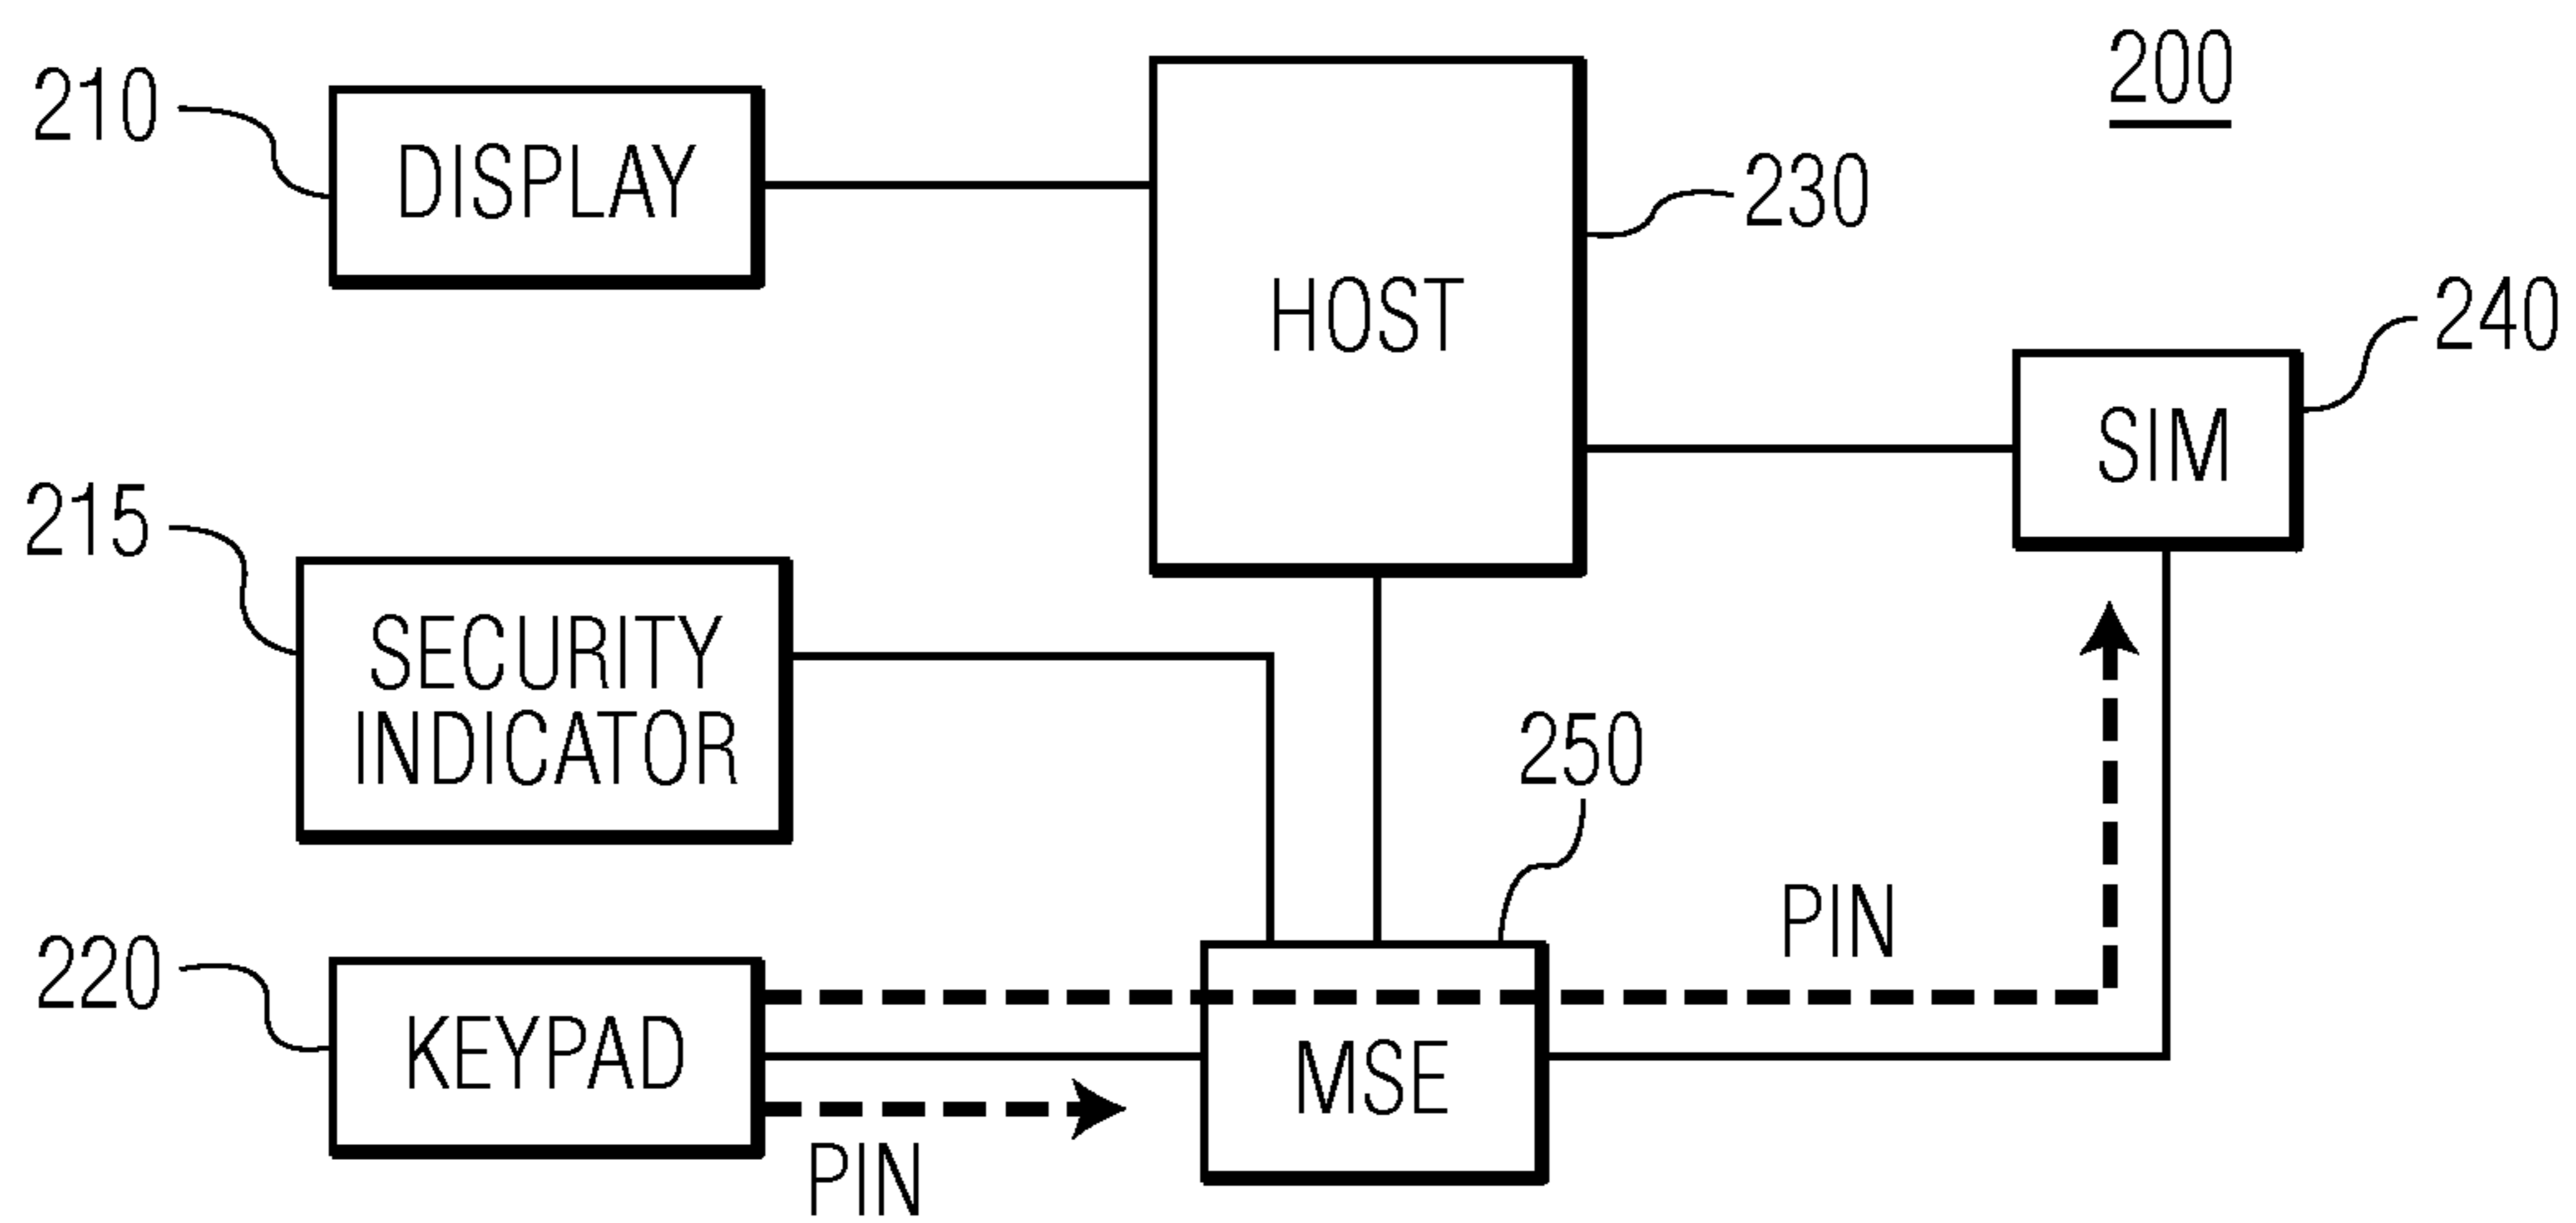 200
210
DISPLAY
HOST
230
240
SIM
215
SECURITY
INDICATOR
250
220
KEYPAD
PIN
MSE
PIN